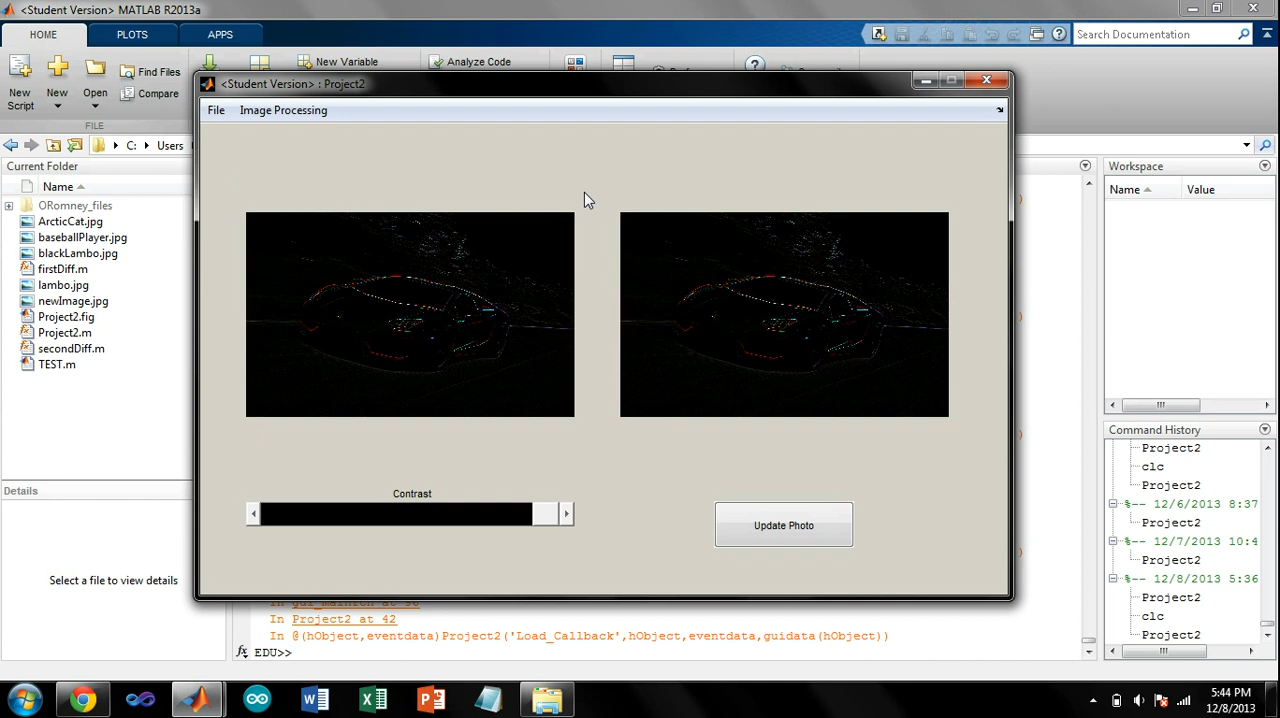 <Student Version> MATLAB R2013a
HOME PLOTS APPS
Search Documentation
New Script
New
Open
Find Files
Compare
New Variable
Analyze Code
FILE
C: Users
<Student Version> : Project2
File Image Processing
Current Folder
Name
ORomney_files
ArcticCat.jpg
baseballPlayer.jpg
blackLambo.jpg
firstDiff.m
lambo.jpg
newImage.jpg
Project2.fig
Project2.m
secondDiff.m
TEST.m
Details
Select a file to view details
Contrast
Update Photo
In Project2 at 42
In @(hObject,eventdata)Project2('Load_Callback',hObject,eventdata,guidata(hObject))
EDU>>
Workspace
Name Value
Command History
Project2
clc
Project2
%-- 12/6/2013 8:37
Project2
%-- 12/7/2013 10:4
Project2
%-- 12/8/2013 5:36
Project2
clc
Project2
5:44 PM
12/8/2013